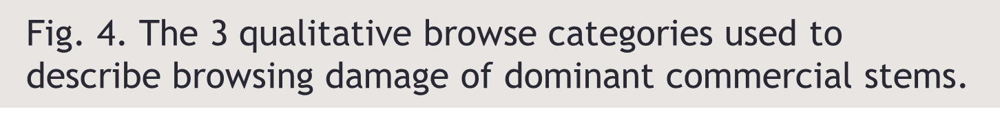 Fig. 4. The 3 qualitative browse categories used to
describe browsing damage of dominant commercial stems.